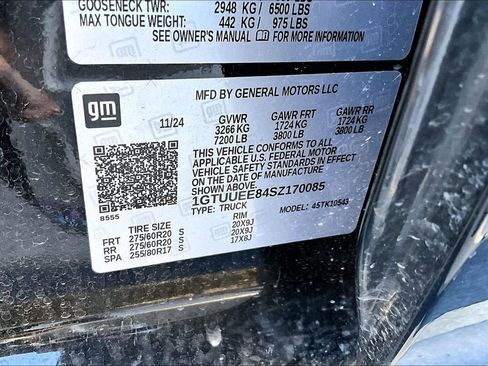 GOOSENECK TWR: 2948 KG / 6500 LBS
MAX TONGUE WEIGHT: 442 KG / 975 LBS
SEE OWNER'S MANUAL FOR MORE INFORMATION
gm
MFD BY GENERAL MOTORS LLC
11/24 GVWR GAWR FRT GAWR RR
3266 KG 1724 KG 1724 KG
7200 LB 3800 LB 3800 LB
THIS VEHICLE CONFORMS TO ALL APPLICABLE
U.S. FEDERAL MOTOR
VEHICLE SAFETY STANDARDS IN EFFECT ON THE
DATE OF MANUFACTURE SHOWN ABOVE.
1GTUUEE84SZ170085
8555 TYPE: TRUCK MODEL: 45TK10543
TIRE SIZE RIM
FRT 275/60R20 S 20X9J
RR 275/60R20 S 20X9J
SPA 255/80R17 S 17X8J